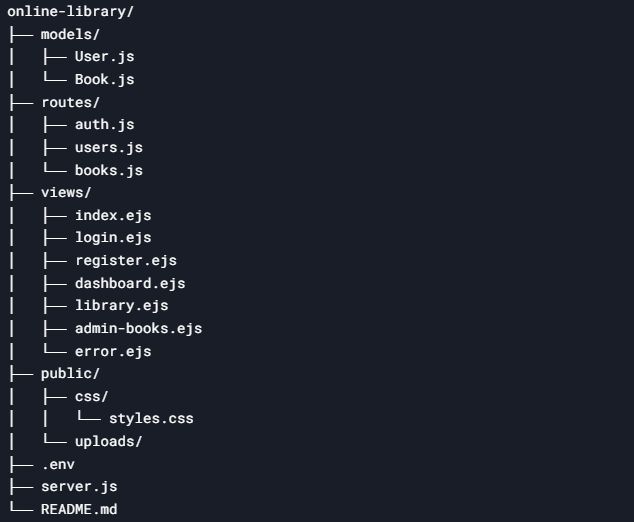 online-library/
├── models/
│   ├── User.js
│   └── Book.js
├── routes/
│   ├── auth.js
│   ├── users.js
│   └── books.js
├── views/
│   ├── index.ejs
│   ├── login.ejs
│   ├── register.ejs
│   ├── dashboard.ejs
│   ├── library.ejs
│   ├── admin-books.ejs
│   └── error.ejs
├── public/
│   ├── css/
│   │   └── styles.css
│   └── uploads/
├── .env
├── server.js
└── README.md